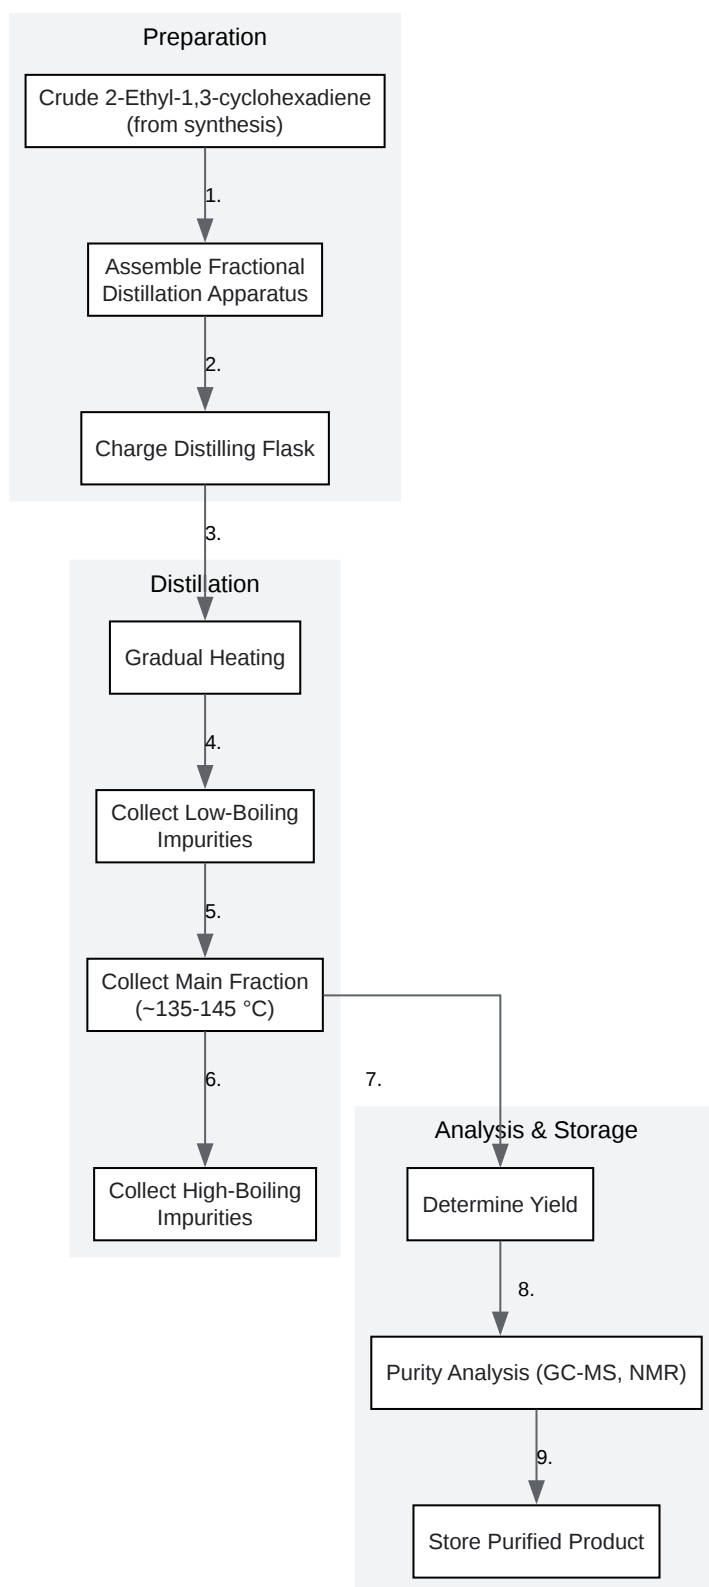 Preparation
Crude 2-Ethyl-1,3-cyclohexadiene
(from synthesis)
1.
Assemble Fractional
Distillation Apparatus
2.
Charge Distilling Flask
3.
Distillation
Gradual Heating
4.
Collect Low-Boiling
Impurities
5.
Collect Main Fraction
(~135-145 °C)
6.
7.
Collect High-Boiling
Impurities
Analysis & Storage
Determine Yield
8.
Purity Analysis (GC-MS, NMR)
9.
Store Purified Product